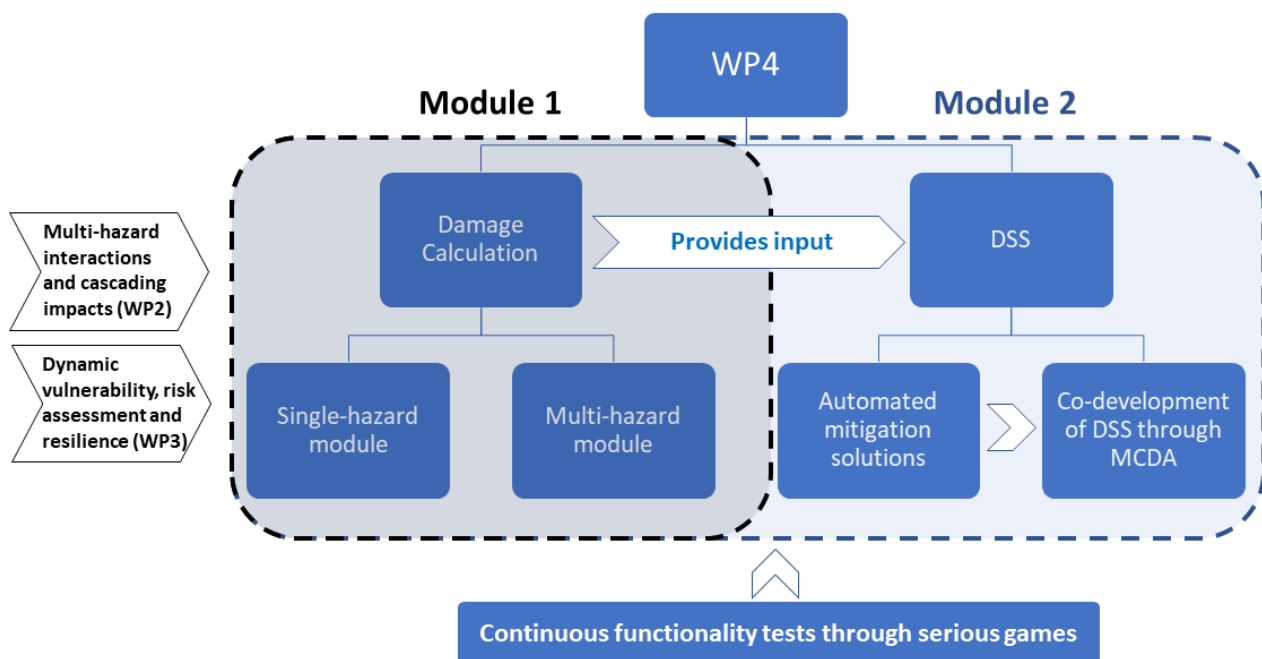 WP4
Module 1
Module 2
Multi-hazard
interactions
and cascading
impacts (WP2)
Damage
Calculation
Provides input
DSS
Dynamic
vulnerability, risk
assessment and
resilience (WP3)
Single-hazard
module
Multi-hazard
module
Automated
mitigation
solutions
Co-development
of DSS through
MCDA
Continuous functionality tests through serious games